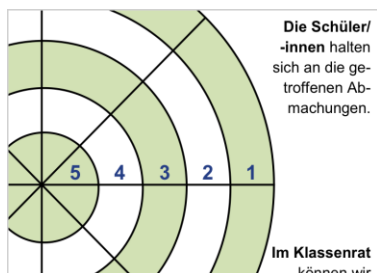 Die Schüler/
-innen halten
sich an die ge-
troffenen Ab-
machungen.
5 4 3 2 1
Im Klassenrat
können wir